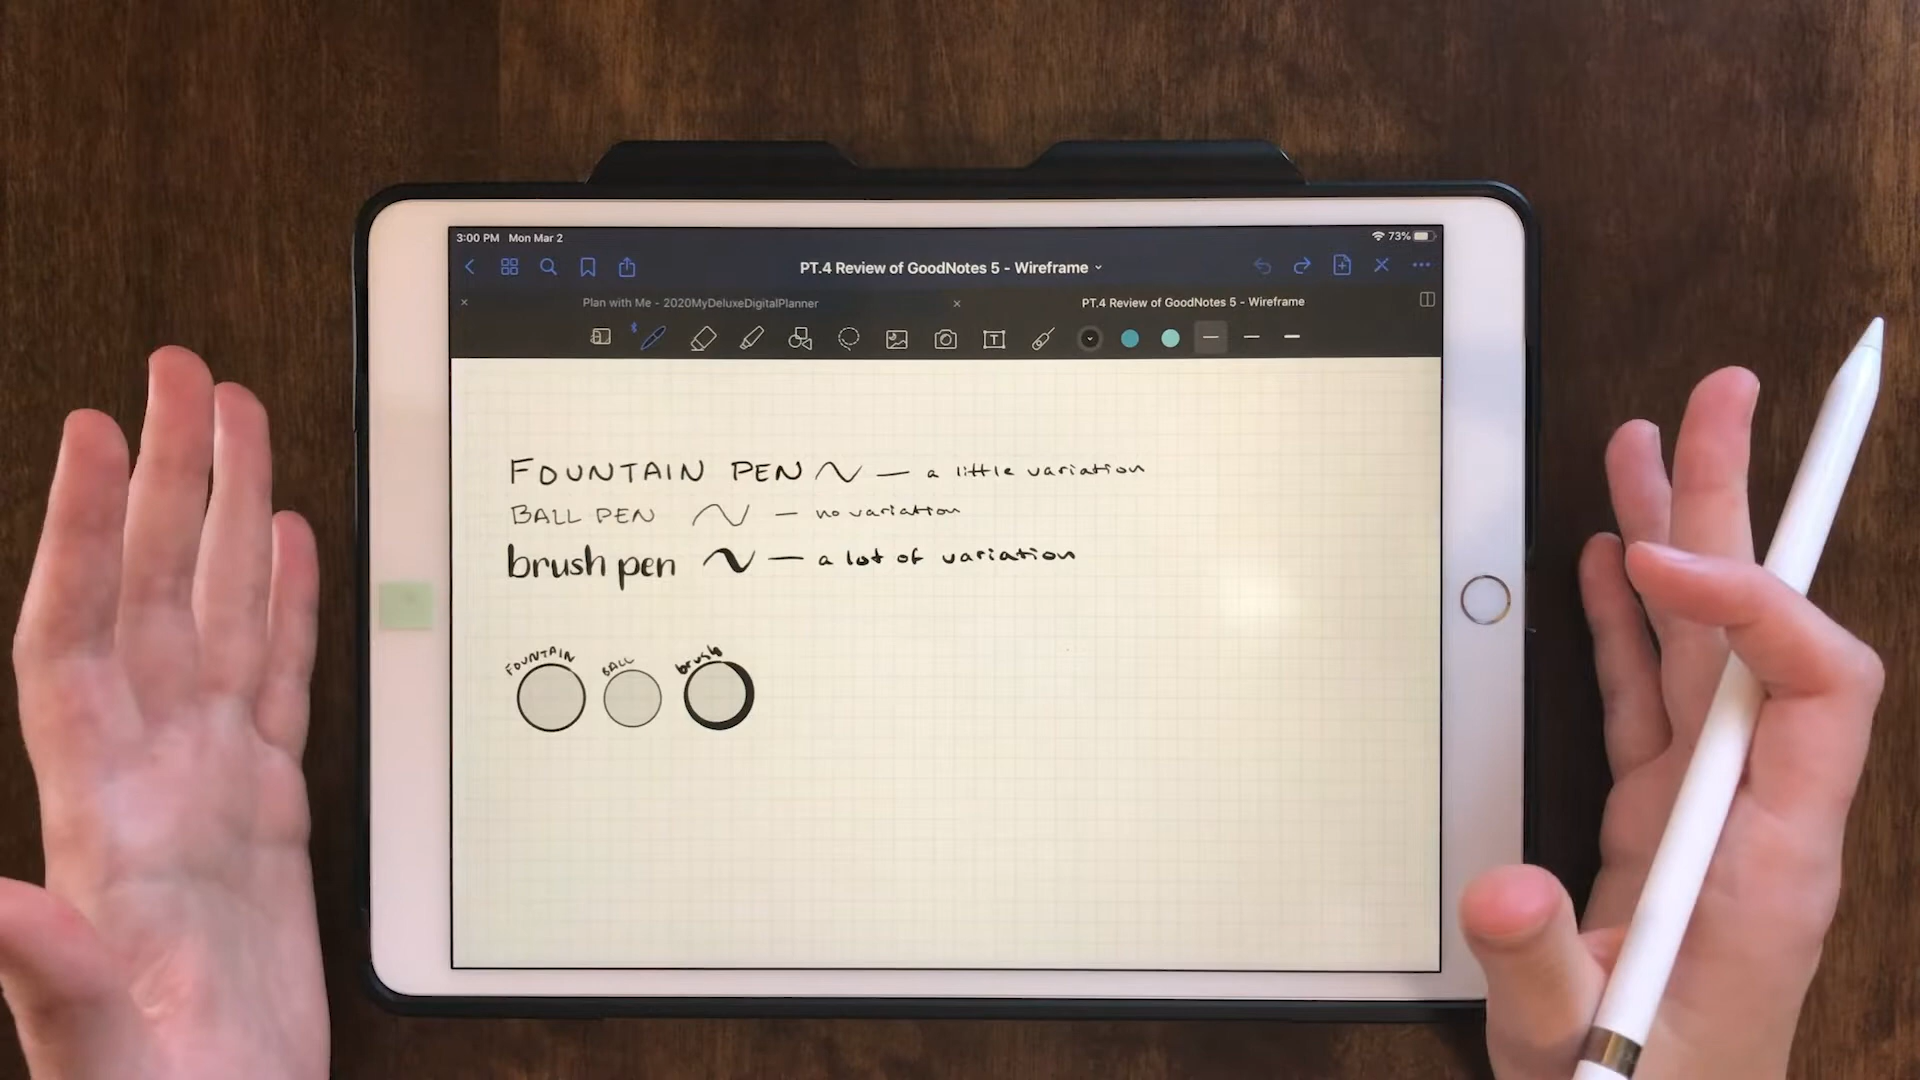 3:00 PM Mon Mar 2
73%
PT.4 Review of GoodNotes 5 - Wireframe
Plan with Me - 2020MyDeluxeDigitalPlanner
PT.4 Review of GoodNotes 5 - Wireframe
T
FOUNTAIN PEN — a little variation
BALL PEN — no variation
brush pen — a lot of variation
FOUNTAIN BALL brush